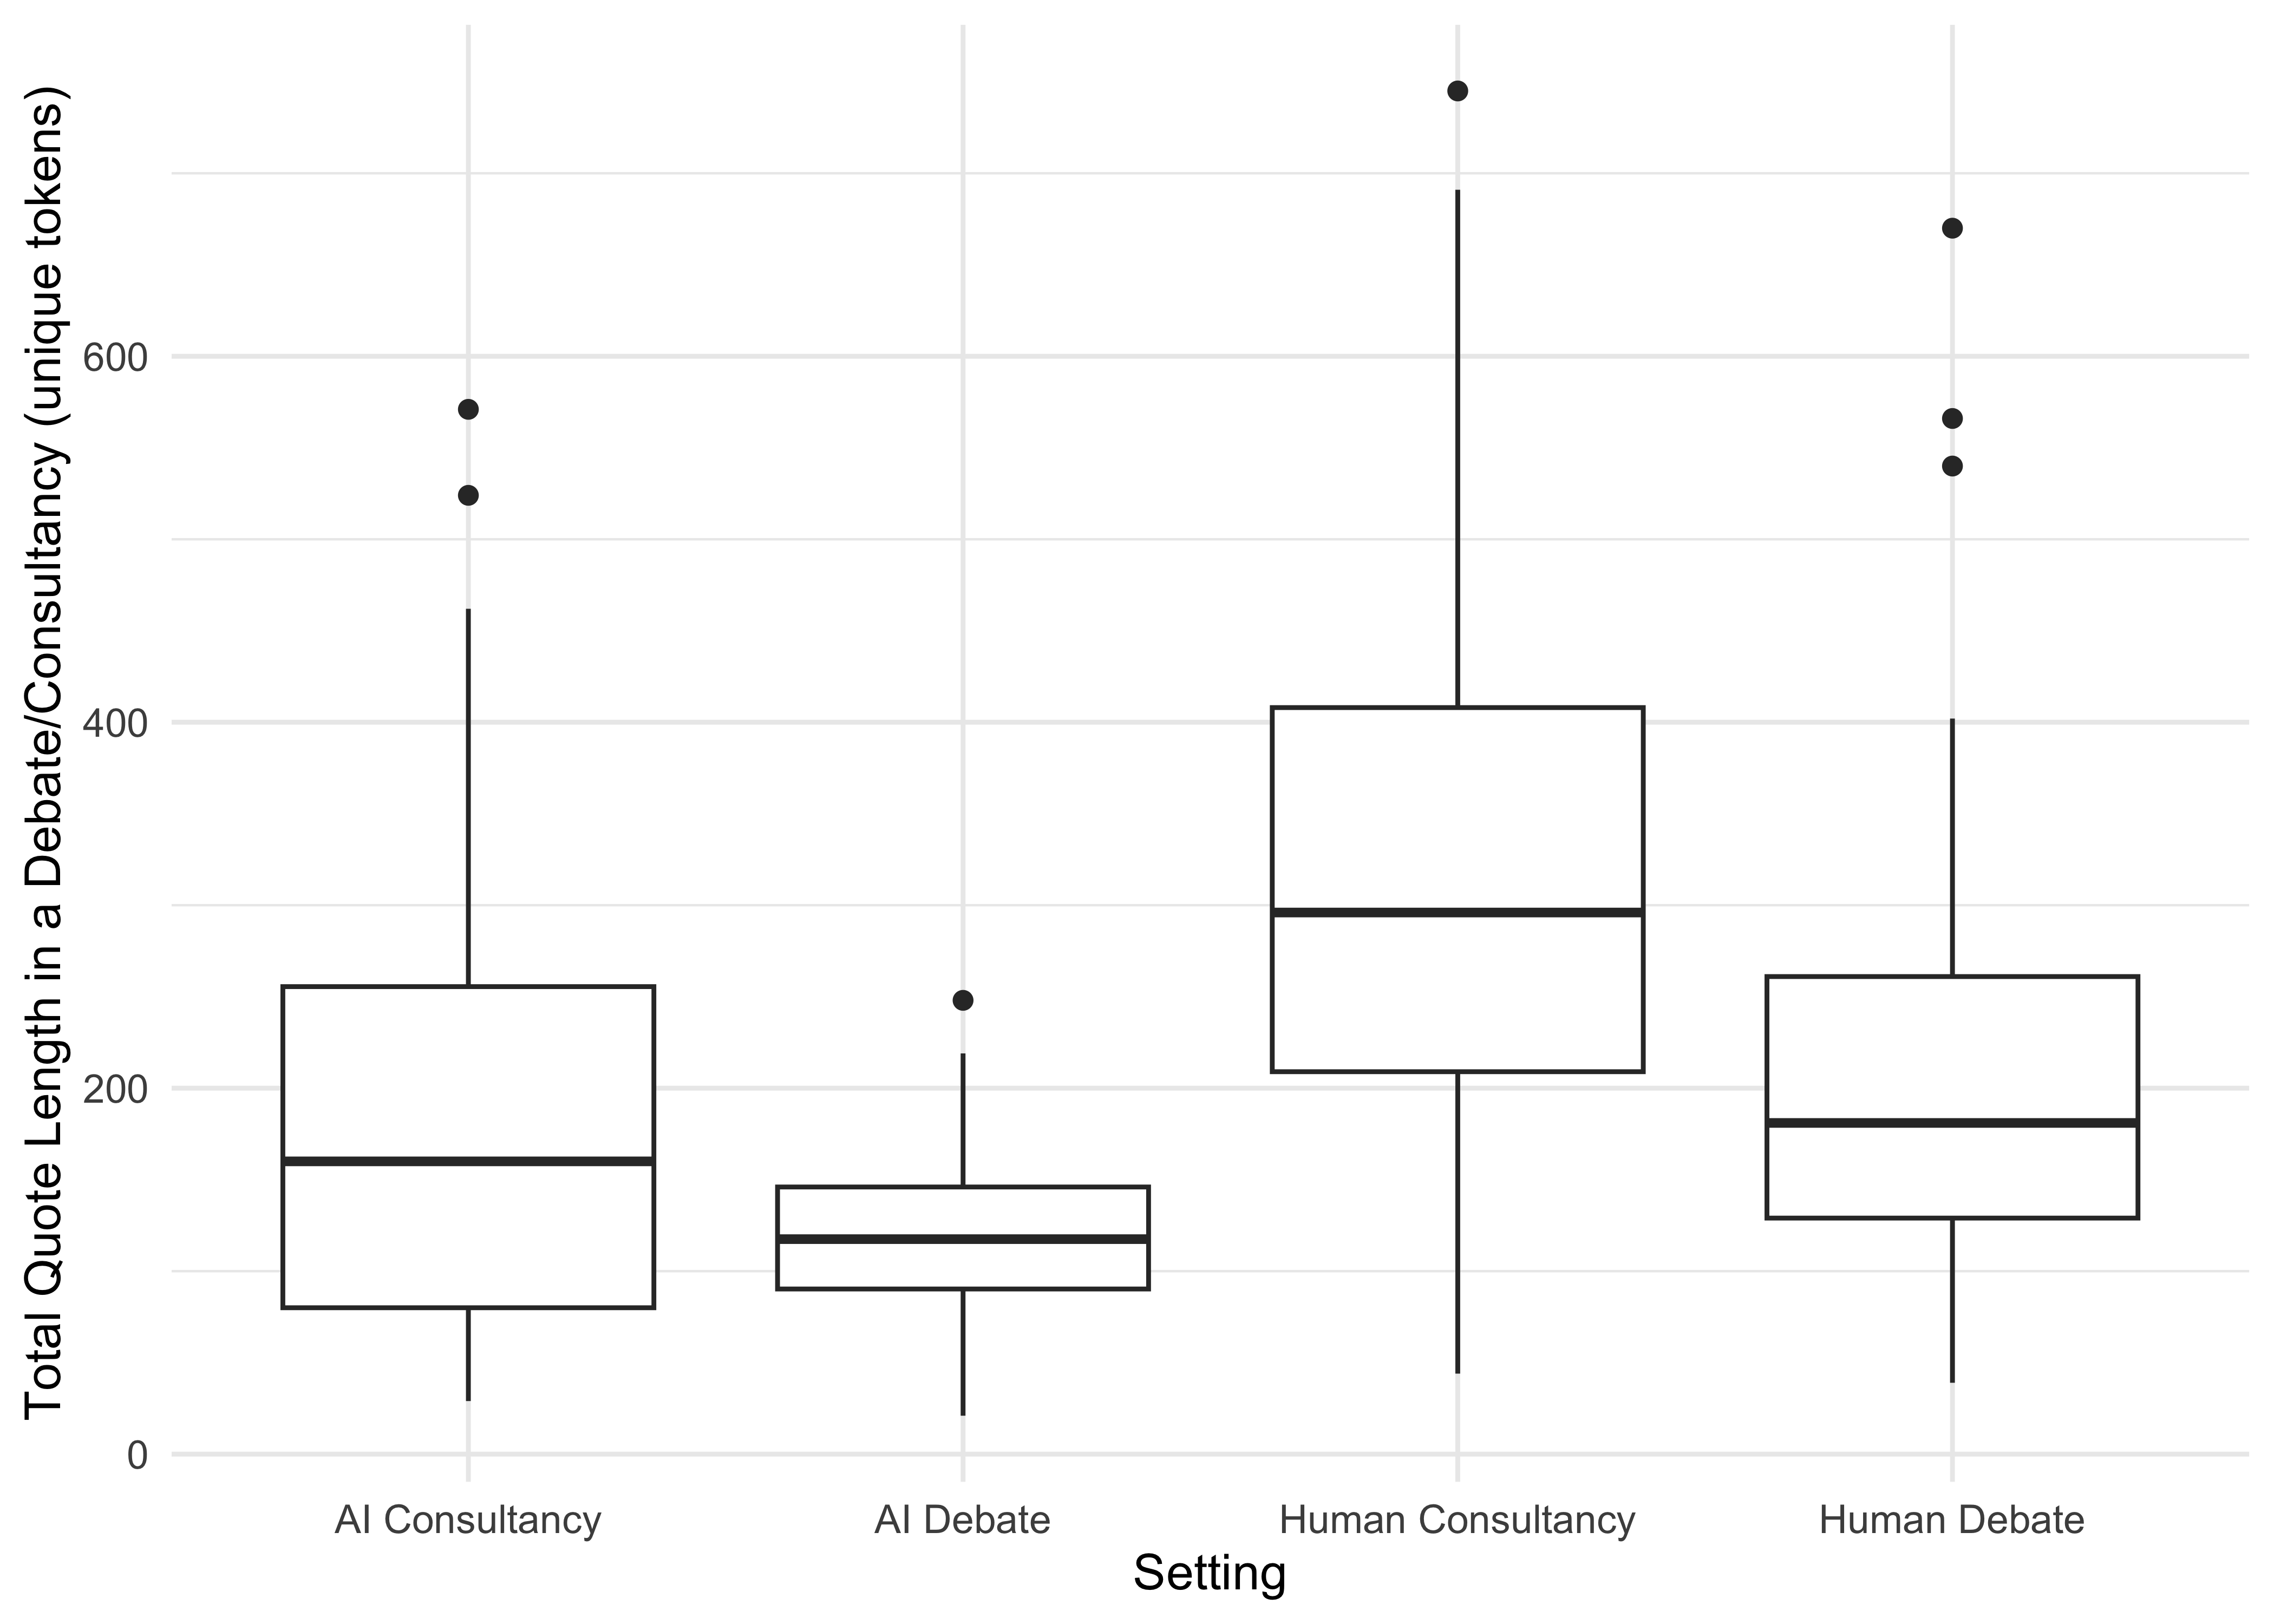 Total Quote Length in a Debate/Consultancy (unique tokens)
600
400
200
0
AI Consultancy
AI Debate
Human Consultancy
Human Debate
Setting